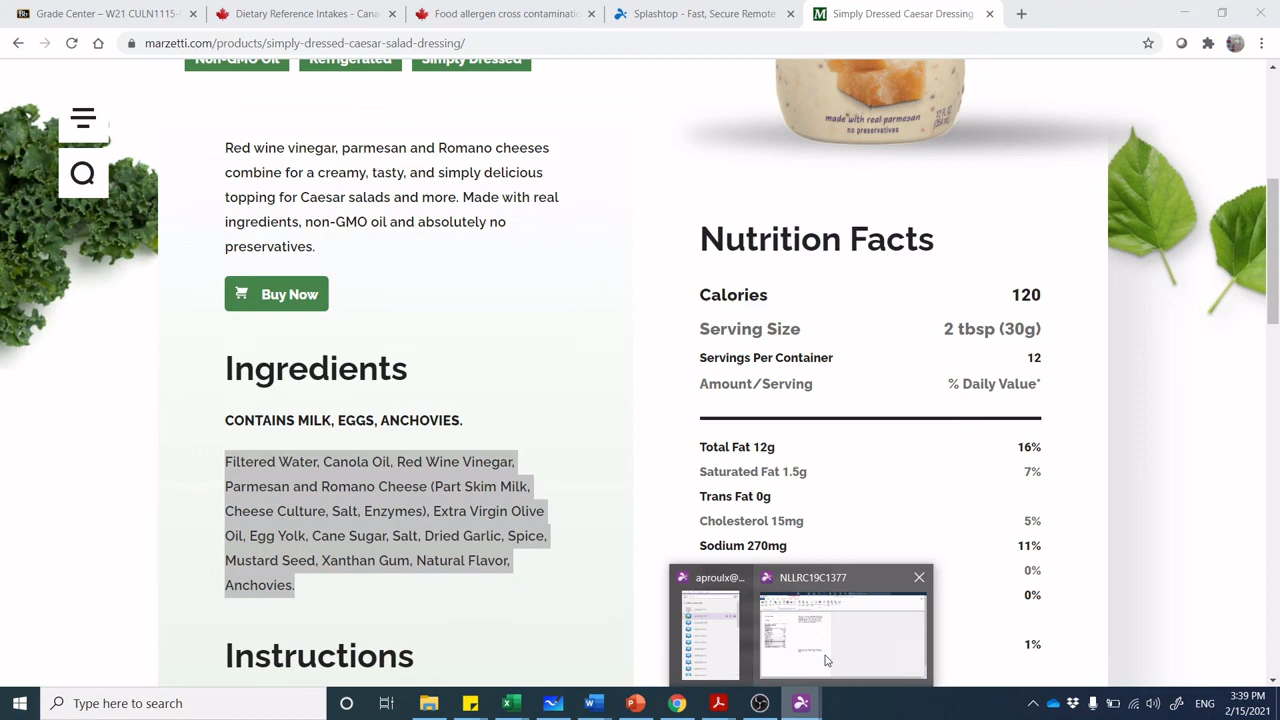 Grade Center – W21 CULN1115-
Dietary Reference Intakes - Cana
Food allergen cross contaminatio
Splashtop - Fast, Secure Remote
Simply Dressed Caesar Dressing
marzetti.com/products/simply-dressed-caesar-salad-dressing/
Non-GMO Oil Refrigerated Simply Dressed
made with real parmesan
no preservatives
12 FL OZ
Red wine vinegar, parmesan and Romano cheeses
combine for a creamy, tasty, and simply delicious
topping for Caesar salads and more. Made with real
ingredients, non-GMO oil and absolutely no
preservatives.
Buy Now
Ingredients
CONTAINS MILK, EGGS, ANCHOVIES.
Filtered Water, Canola Oil, Red Wine Vinegar,
Parmesan and Romano Cheese (Part Skim Milk,
Cheese Culture, Salt, Enzymes), Extra Virgin Olive
Oil, Egg Yolk, Cane Sugar, Salt, Dried Garlic, Spice,
Mustard Seed, Xanthan Gum, Natural Flavor,
Anchovies.
Instructions
Nutrition Facts
Calories 120
Serving Size 2 tbsp (30g)
Servings Per Container 12
Amount/Serving % Daily Value*
Total Fat 12g 16%
Saturated Fat 1.5g 7%
Trans Fat 0g
Cholesterol 15mg 5%
Sodium 270mg 11%
0%
0%
1%
aproulx@...
NLLRC19C1377
Type here to search
ENG
3:39 PM
2/15/2021